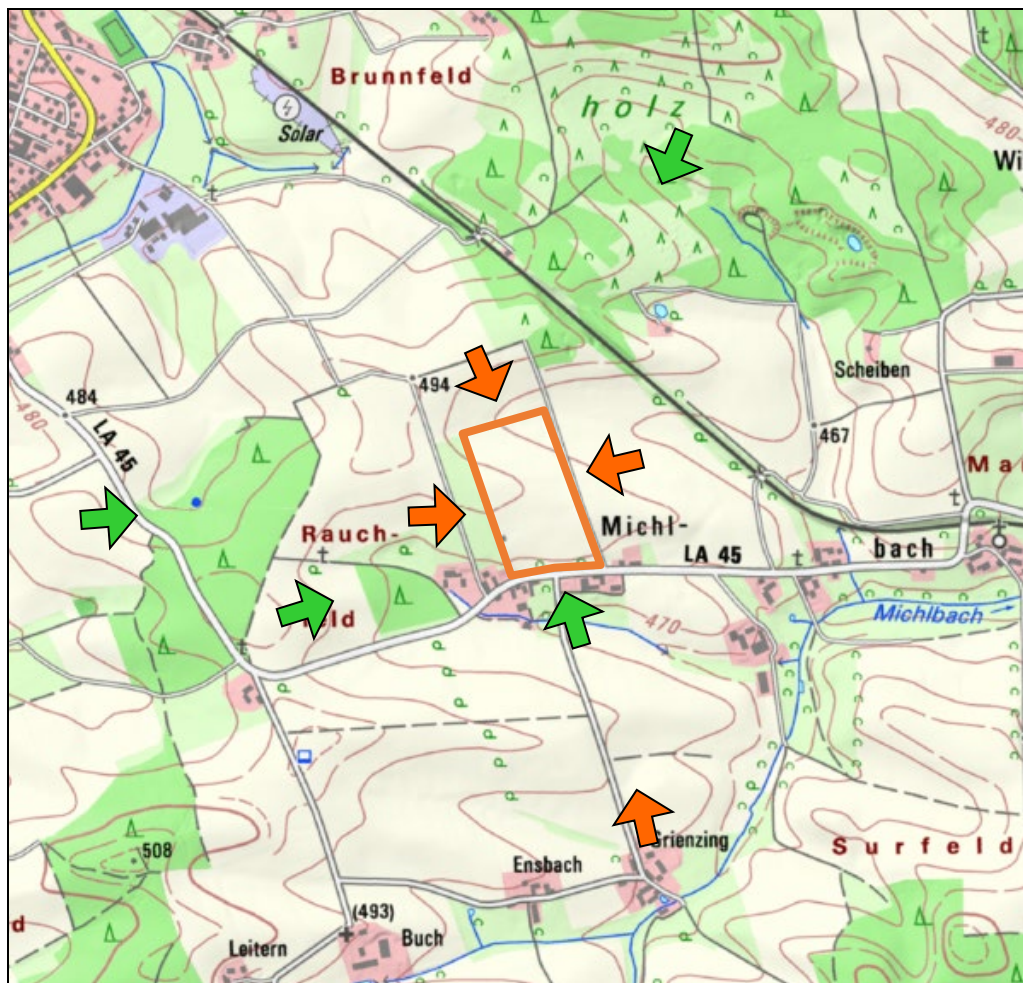 Brunnfeld
Solar
holz
480
Wi
Scheiben
494
484
480
LA 45
467
Ma
Rauch-
Michl-
LA 45
bach
feld
Michlbach
470
Grienzing
Surfeld
508
Ensbach
(493)
d
Buch
Leitern